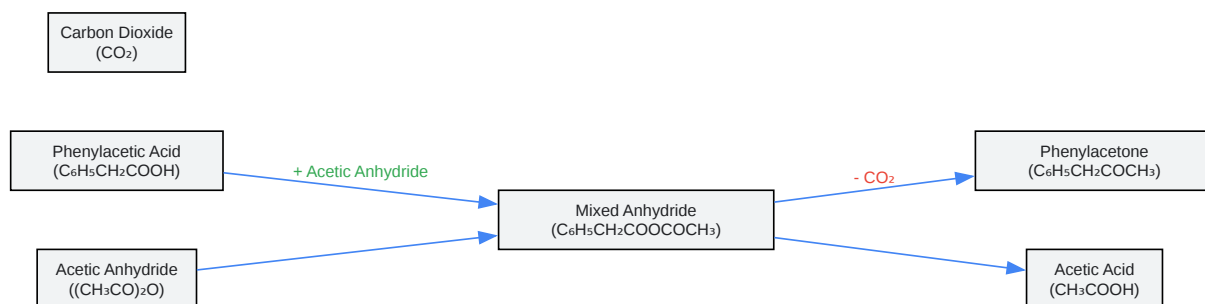 Carbon Dioxide
(CO₂)
Phenylacetic Acid
(C₆H₅CH₂COOH)
+ Acetic Anhydride
- CO₂
Phenylacetone
(C₆H₅CH₂COCH₃)
Mixed Anhydride
(C₆H₅CH₂COOCOCH₃)
Acetic Anhydride
((CH₃CO)₂O)
Acetic Acid
(CH₃COOH)